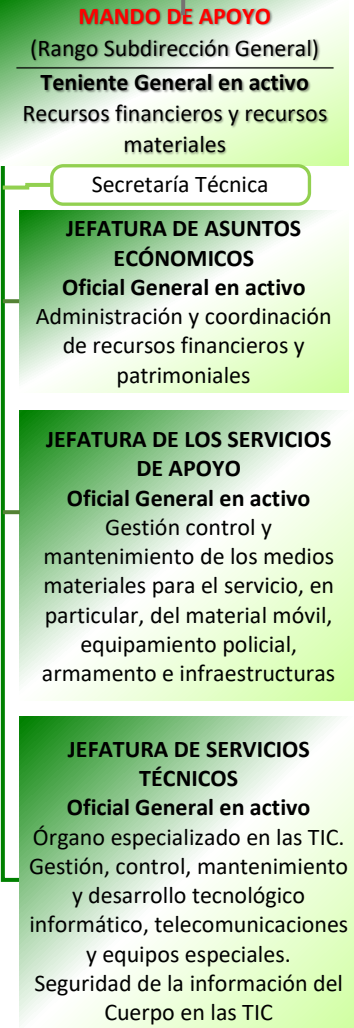 MANDO DE APOYO
(Rango Subdirección General)
Teniente General en activo
Recursos financieros y recursos
materiales
Secretaría Técnica
JEFATURA DE ASUNTOS
ECÓNOMICOS
Oficial General en activo
Administración y coordinación
de recursos financieros y
patrimoniales
JEFATURA DE LOS SERVICIOS
DE APOYO
Oficial General en activo
Gestión control y
mantenimiento de los medios
materiales para el servicio, en
particular, del material móvil,
equipamiento policial,
armamento e infraestructuras
JEFATURA DE SERVICIOS
TÉCNICOS
Oficial General en activo
Órgano especializado en las TIC.
Gestión, control, mantenimiento
y desarrollo tecnológico
informático, telecomunicaciones
y equipos especiales.
Seguridad de la información del
Cuerpo en las TIC